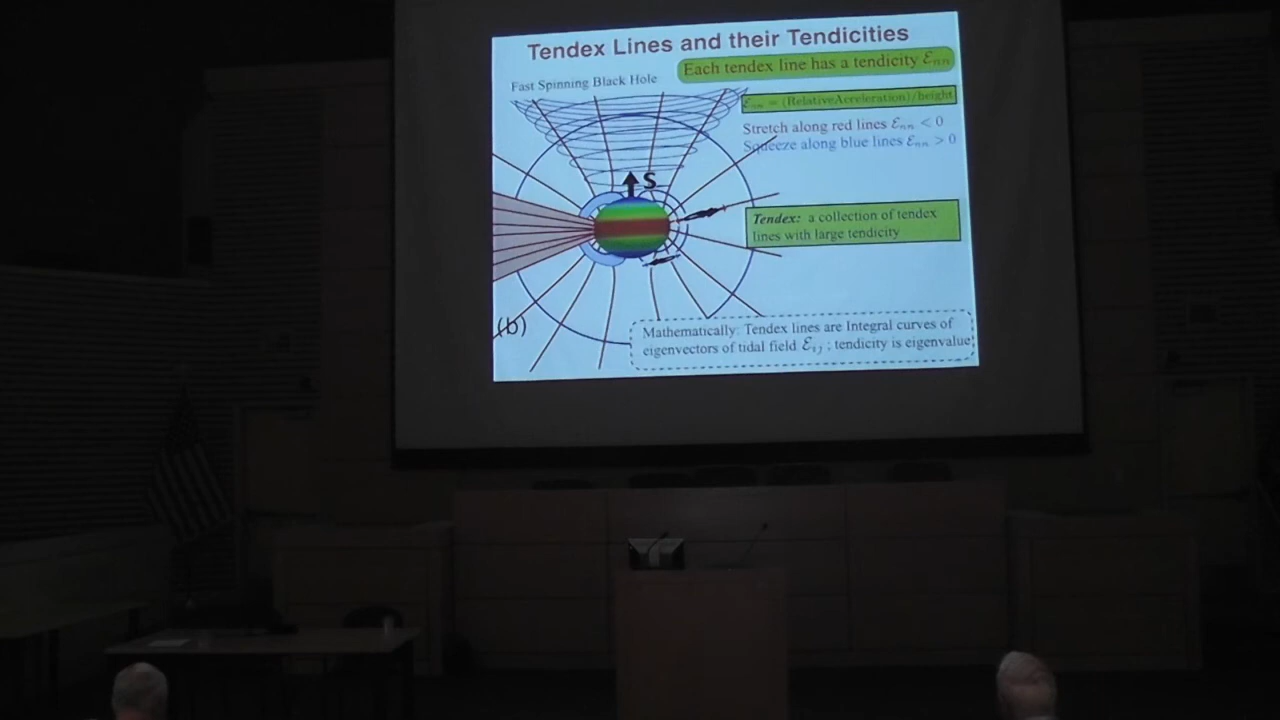 Tendex Lines and their Tendicities
Each tendex line has a tendicity ℰₙₙ
Fast Spinning Black Hole
ℰₙₙ = (RelativeAcceleration)/height
Stretch along red lines ℰₙₙ < 0
Squeeze along blue lines ℰₙₙ > 0
S
Tendex: a collection of tendex
lines with large tendicity
(b)
Mathematically: Tendex lines are Integral curves of
eigenvectors of tidal field ℰᵢⱼ ; tendicity is eigenvalue